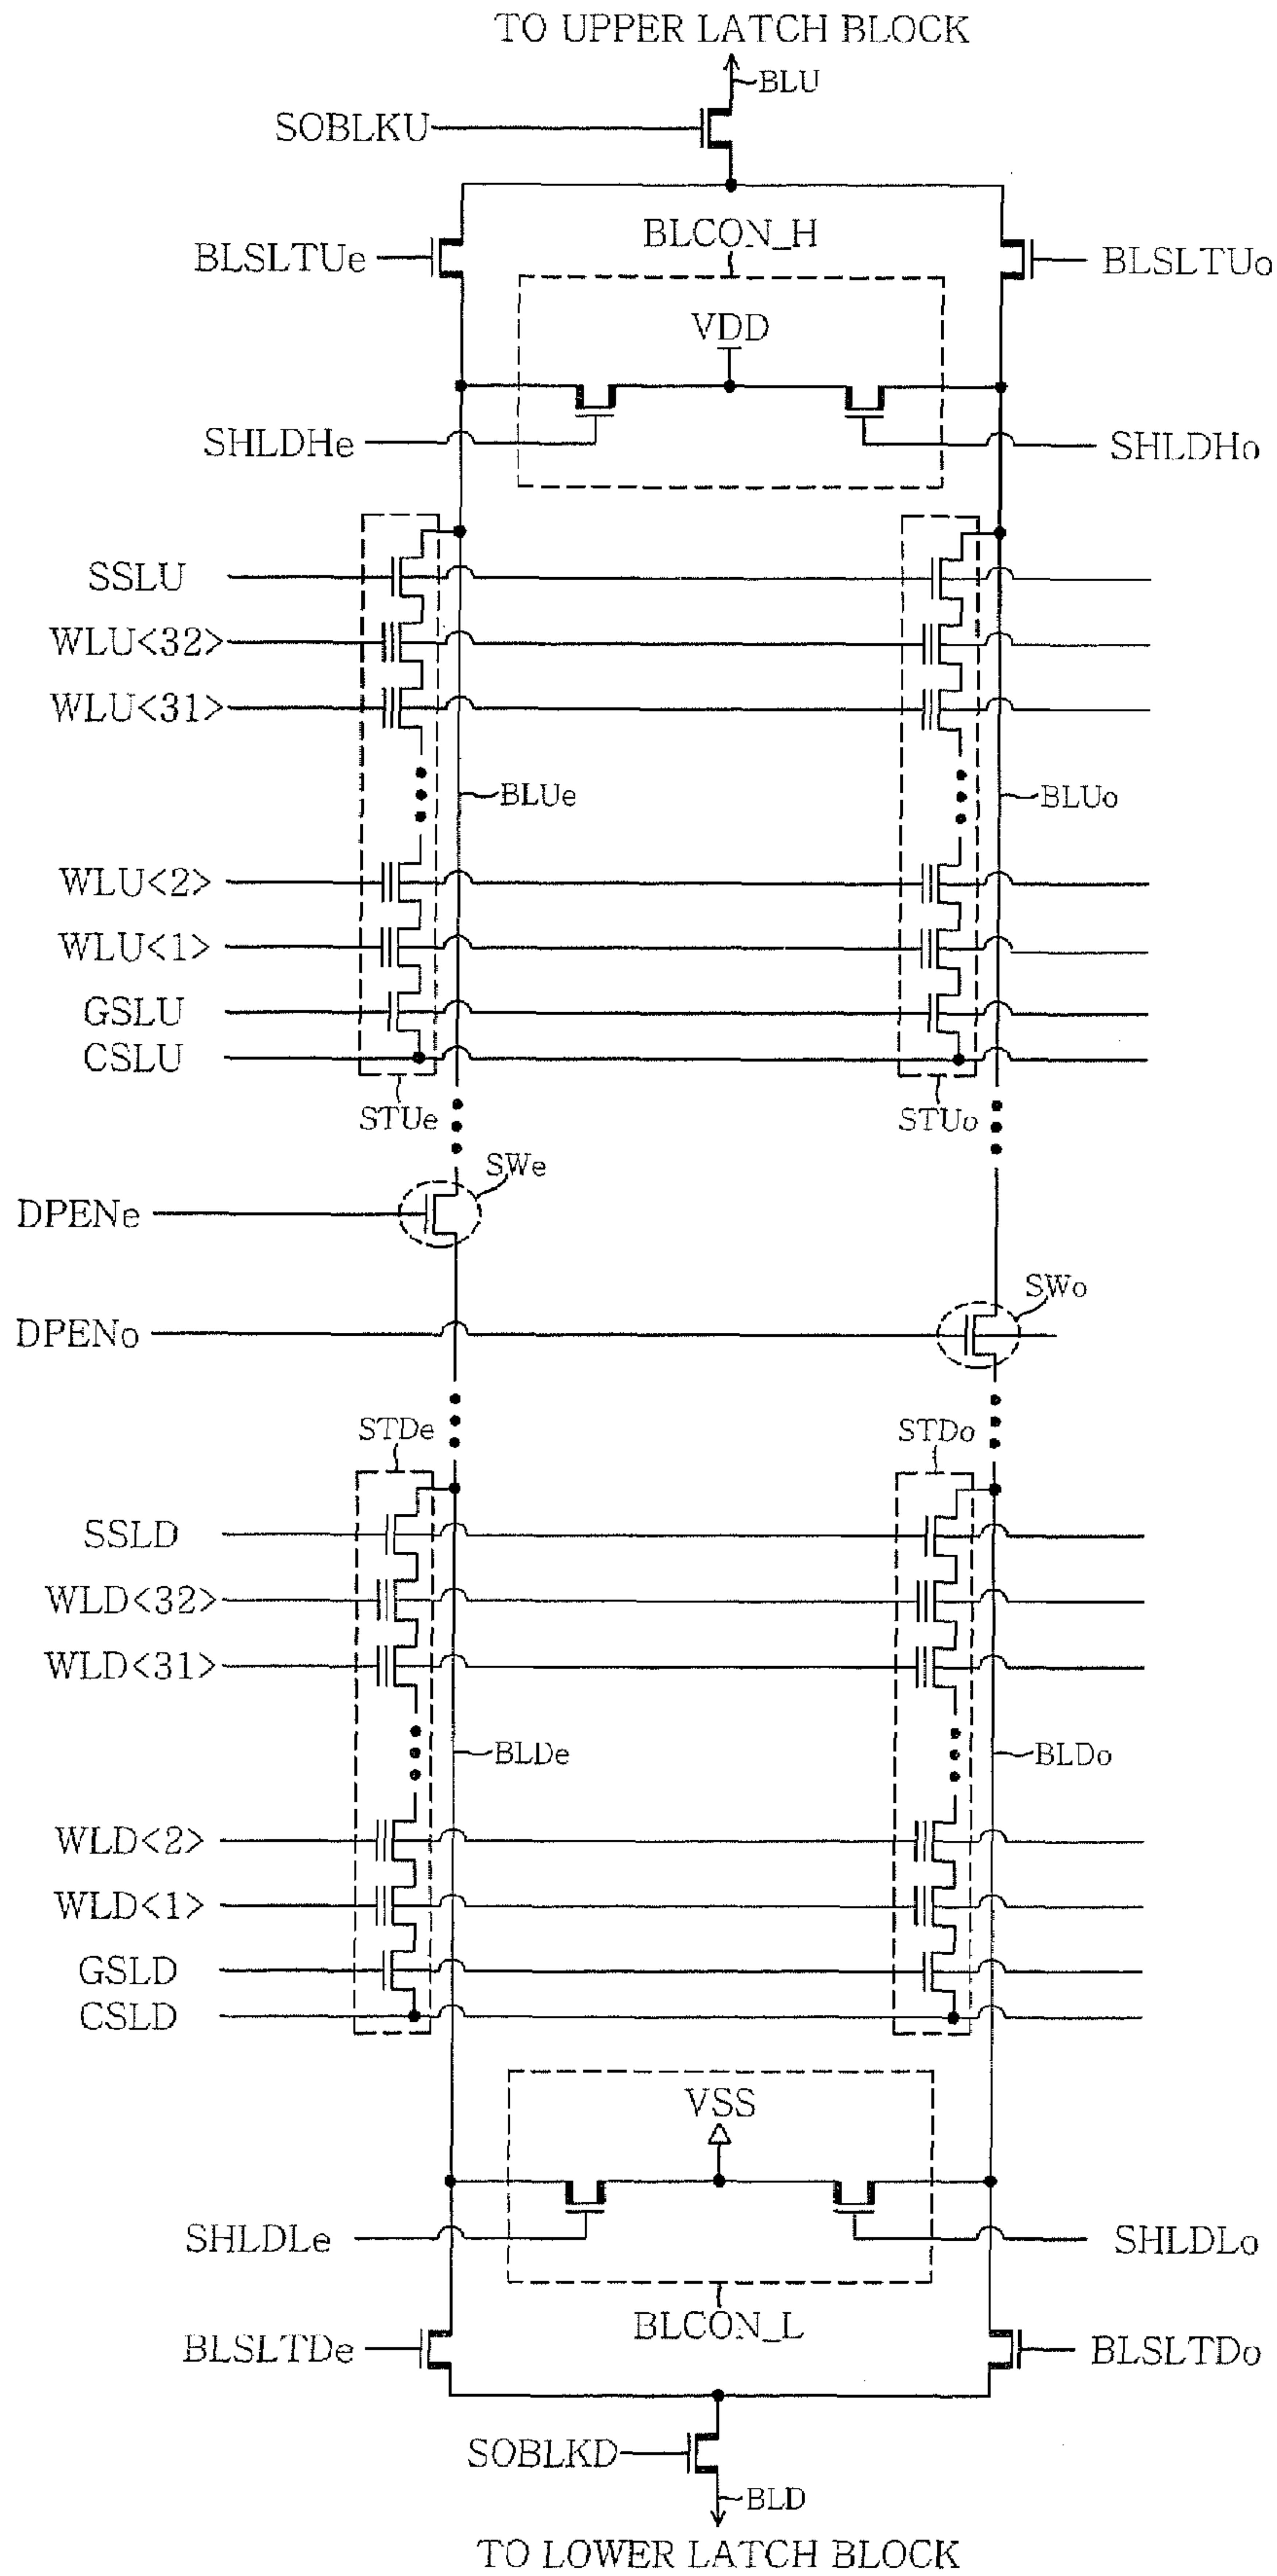 TO UPPER LATCH BLOCK
BLU
SOBLKU
BLCON_H
BLSLTUe
BLSLTUo
VDD
SHLDHe
SHLDHo
SSLU
WLU<32>
WLU<31>
BLUe
BLUo
WLU<2>
WLU<1>
GSLU
CSLU
STUe
STUo
SWe
DPENe
SWo
DPENo
STDe
STDo
SSLD
WLD<32>
WLD<31>
BLDe
BLDo
WLD<2>
WLD<1>
GSLD
CSLD
VSS
SHLDLe
SHLDLo
BLCON_L
BLSLTDe
BLSLTDo
SOBLKD
BLD
TO LOWER LATCH BLOCK